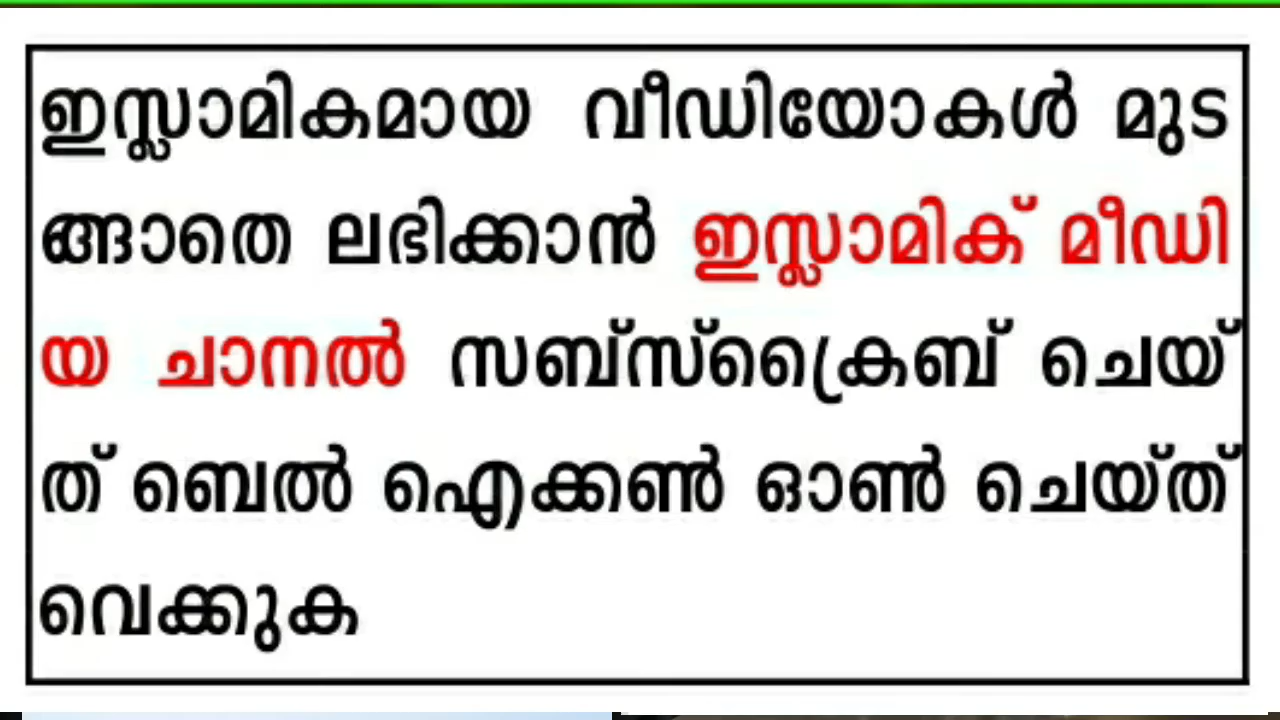 ഇസ്ലാമികമായ വീഡിയോകൾ മുട
ങ്ങാതെ ലഭിക്കാൻ ഇസ്ലാമിക് മീഡി
യ ചാനൽ സബ്സ്ക്രൈബ് ചെയ്
ത് ബെൽ ഐക്കൺ ഓൺ ചെയ്ത്
വെക്കുക